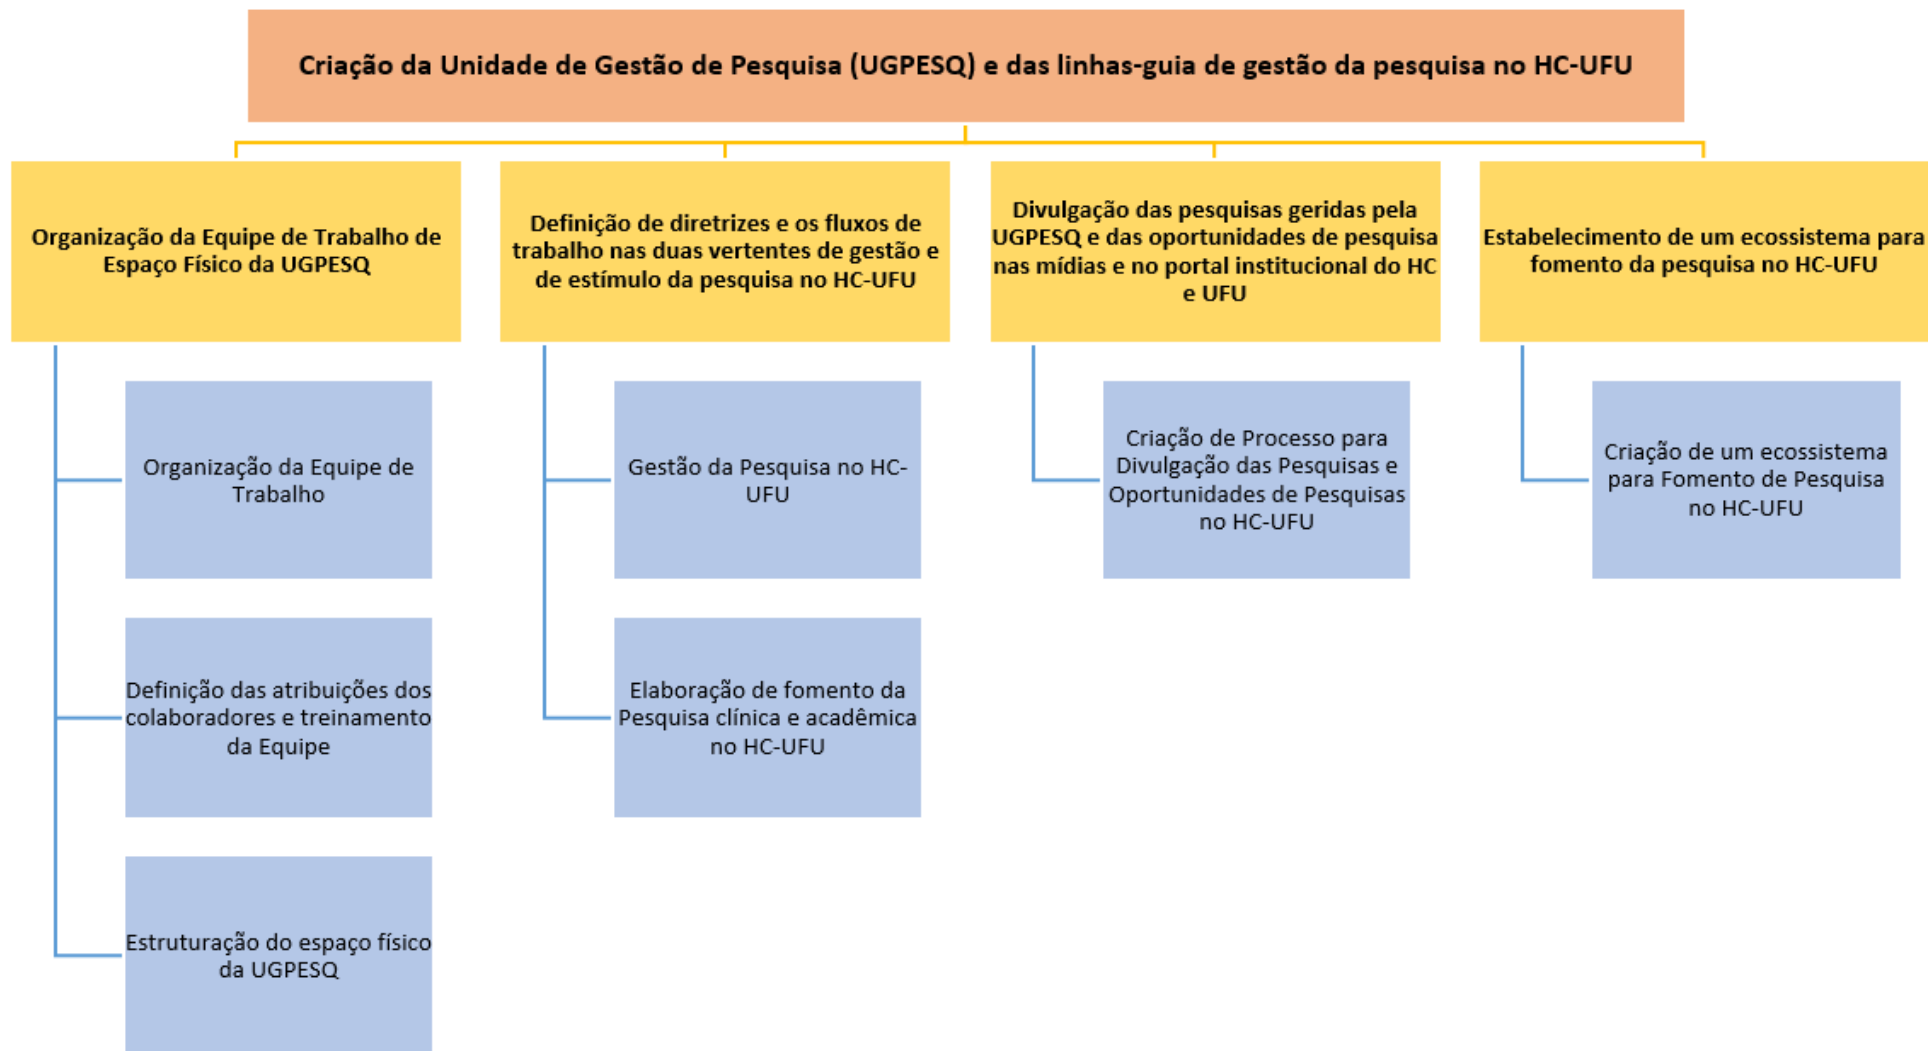 Criação da Unidade de Gestão de Pesquisa (UGPESQ) e das linhas-guia de gestão da pesquisa no HC-UFU
Organização da Equipe de Trabalho de
Espaço Físico da UGPESQ
Definição de diretrizes e os fluxos de
trabalho nas duas vertentes de gestão e
de estímulo da pesquisa no HC-UFU
Divulgação das pesquisas geridas pela
UGPESQ e das oportunidades de pesquisa
nas mídias e no portal institucional do HC
e UFU
Estabelecimento de um ecossistema para
fomento da pesquisa no HC-UFU
Organização da Equipe de
Trabalho
Definição das atribuições dos
colaboradores e treinamento
da Equipe
Estruturação do espaço físico
da UGPESQ
Gestão da Pesquisa no HC-
UFU
Elaboração de fomento da
Pesquisa clínica e acadêmica
no HC-UFU
Criação de Processo para
Divulgação das Pesquisas e
Oportunidades de Pesquisas
no HC-UFU
Criação de um ecossistema
para Fomento de Pesquisa
no HC-UFU